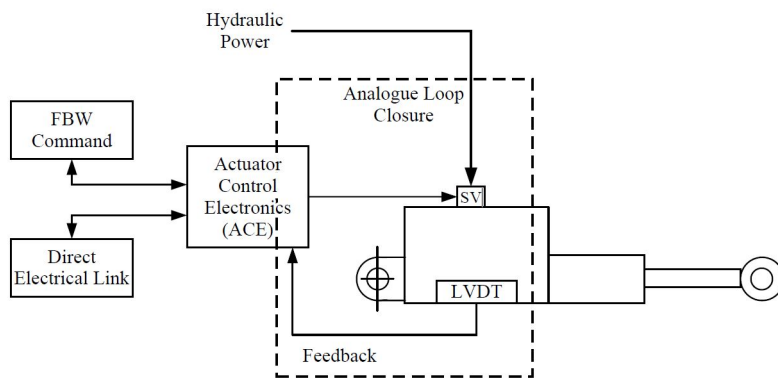 Hydraulic
Power
Analogue Loop
Closure
FBW
Command
Actuator
Control
Electronics
(ACE)
SV
Direct
Electrical Link
LVDT
Feedback